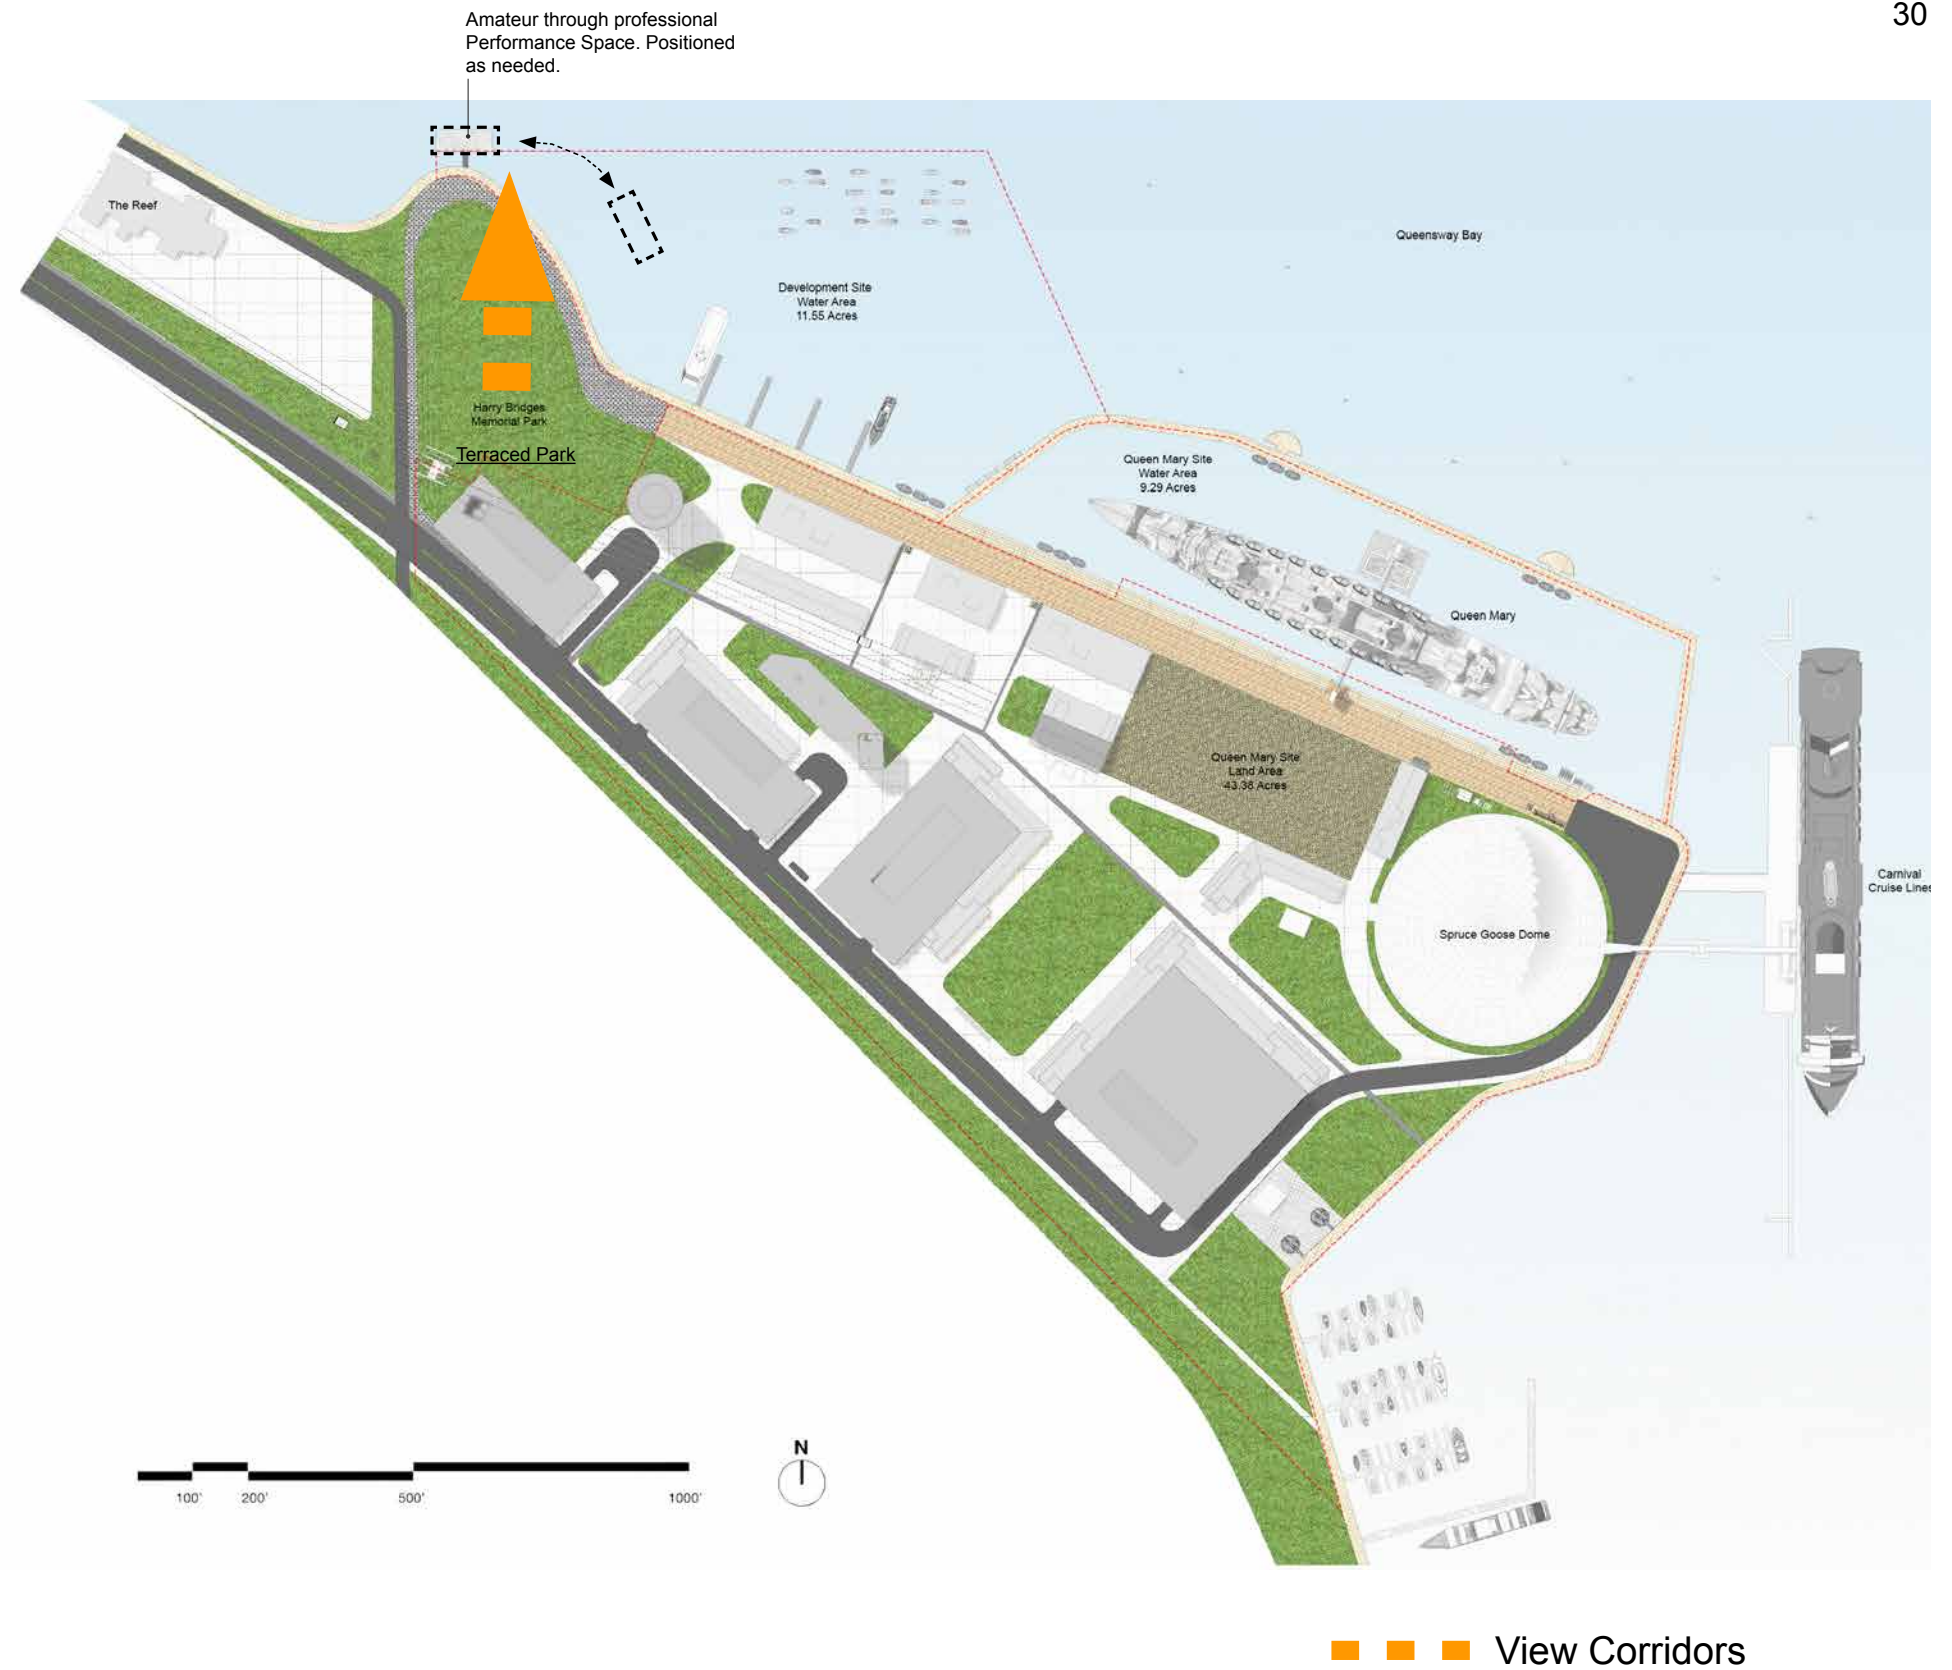 30
Amateur through professional
Performance Space. Positioned
as needed.
The Reef
Queensway Bay
Development Site
Water Area
11.55 Acres
Harry Bridges
Memorial Park
Terraced Park
Queen Mary Site
Water Area
9.29 Acres
Queen Mary
Queen Mary Site
Land Area
43.38 Acres
Carnival
Cruise Lines
Spruce Goose Dome
N
100' 200' 500' 1000'
View Corridors